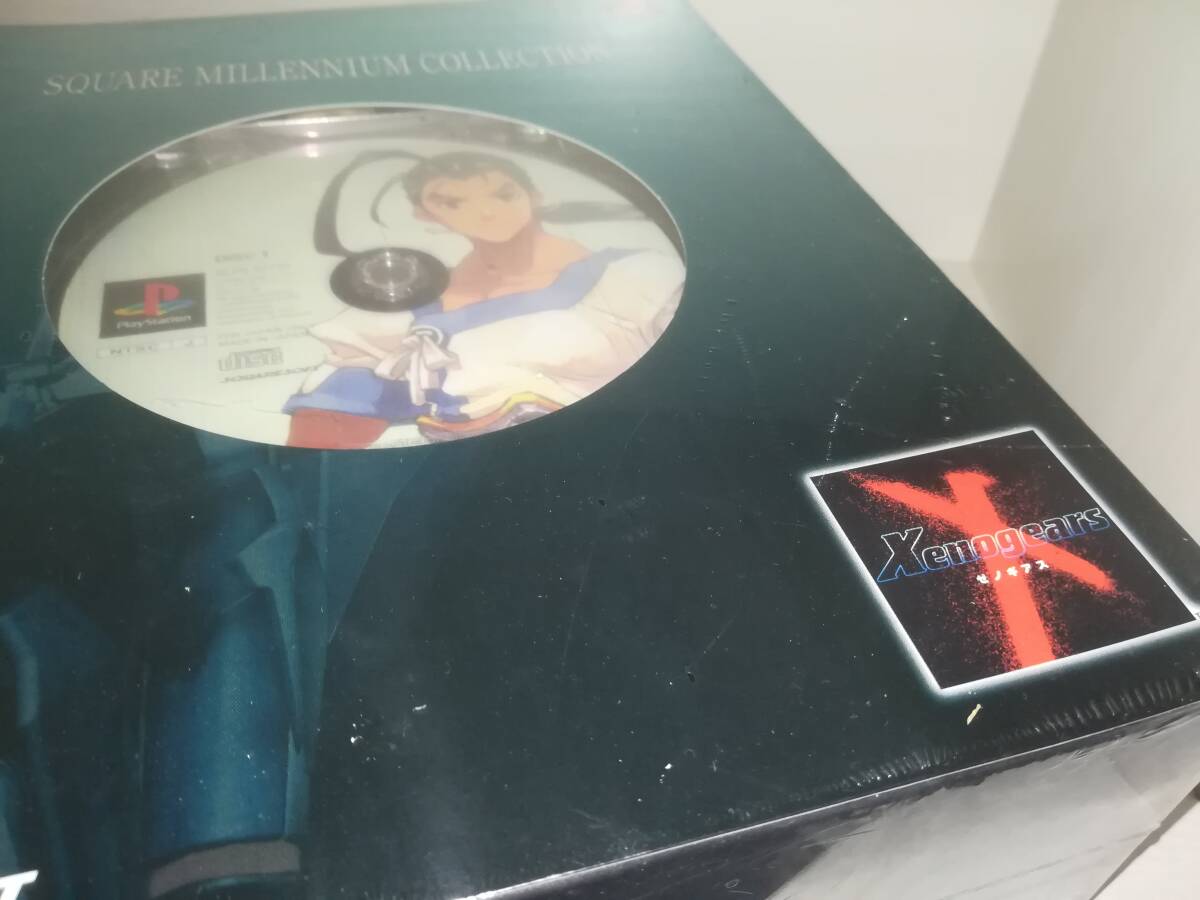 SQUARE MILLENNIUM COLLECTION
DISC 1
PlayStation
NTSC J
SQUARESOFT
Xenogears
ゼノギアス